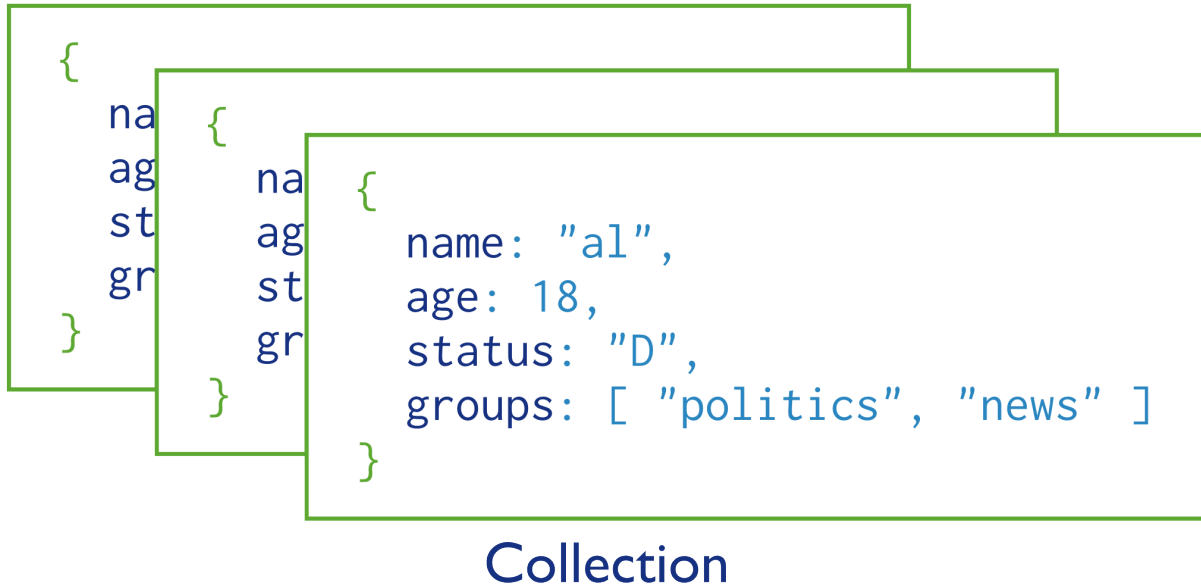 {
na
ag
st
gr
}
{
na
ag
st
gr
}
{
name: "al",
age: 18,
status: "D",
groups: [ "politics", "news" ]
}
Collection